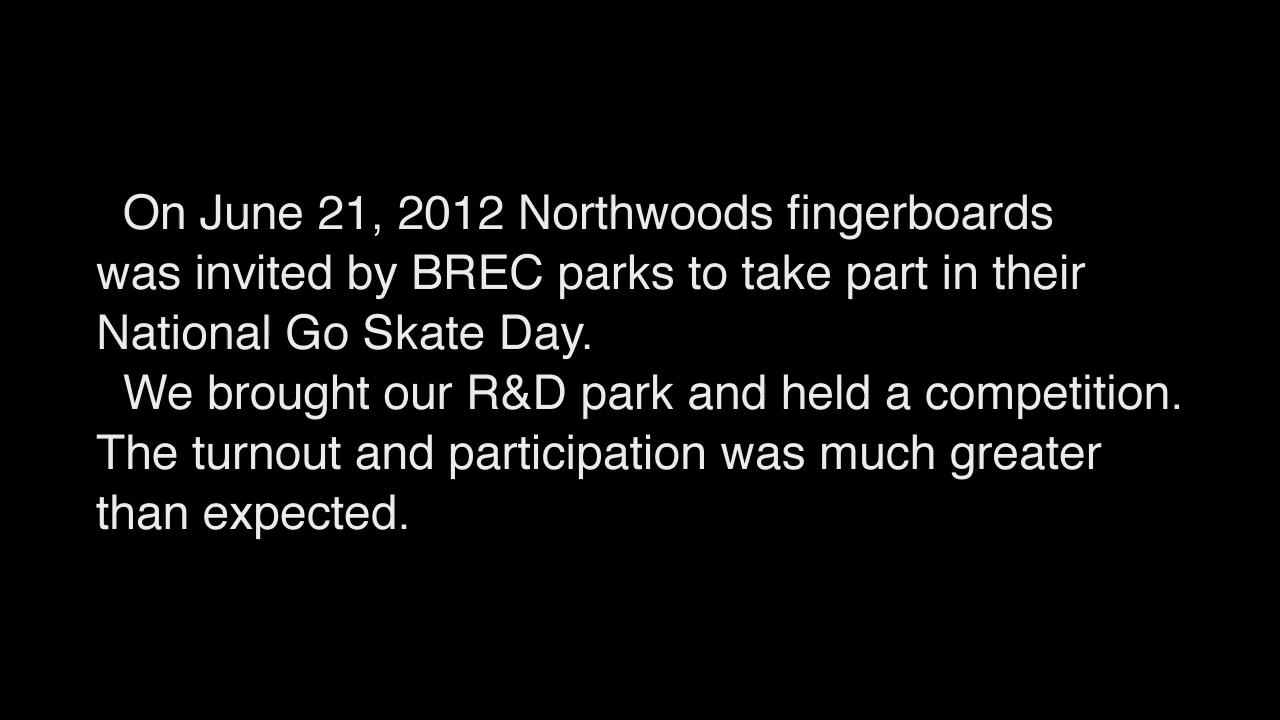 On June 21, 2012 Northwoods fingerboards
was invited by BREC parks to take part in their
National Go Skate Day.
We brought our R&D park and held a competition.
The turnout and participation was much greater
than expected.